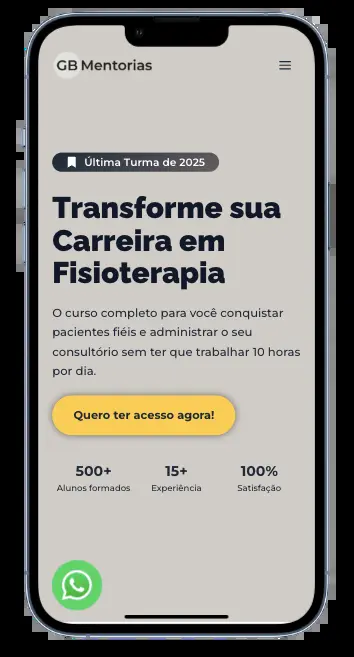 GB Mentorias
Última Turma de 2025
Transforme sua
Carreira em
Fisioterapia
O curso completo para você conquistar
pacientes fiéis e administrar o seu
consultório sem ter que trabalhar 10 horas
por dia.
Quero ter acesso agora!
500+ 15+ 100%
Alunos formados Experiência Satisfação